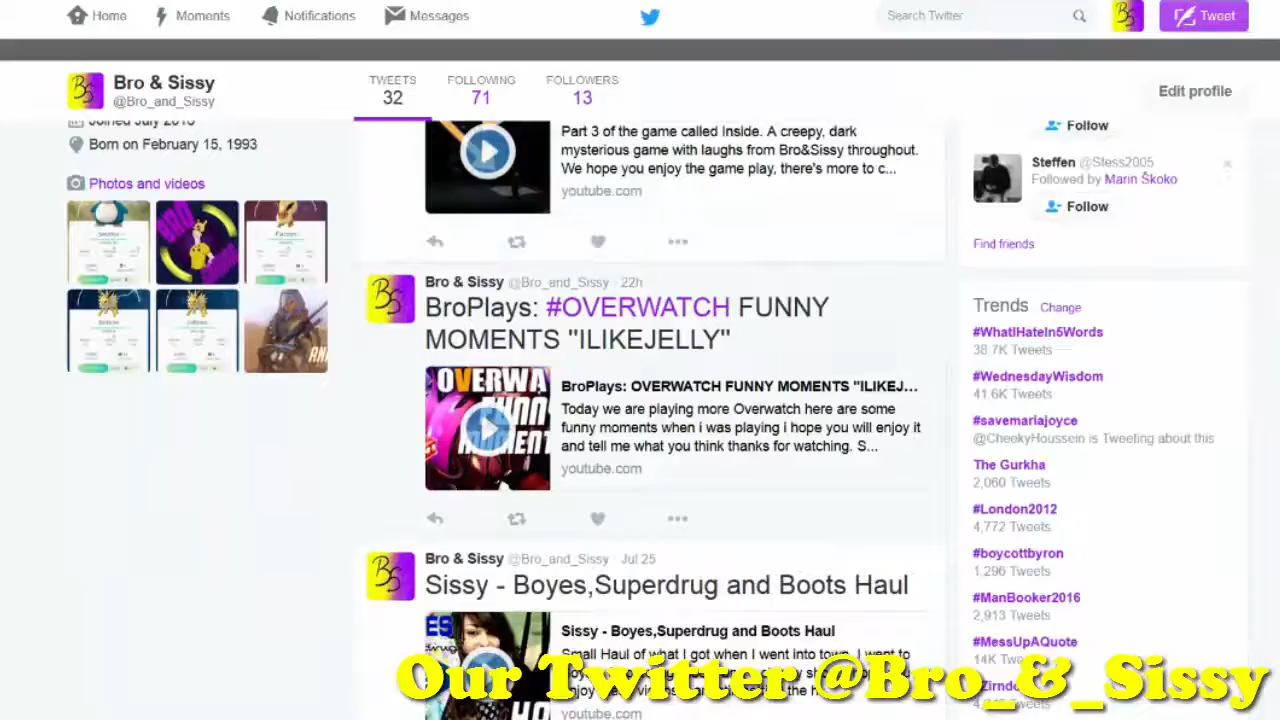 Home
Moments
Notifications
Messages
Search Twitter
Tweet
Bro & Sissy
@Bro_and_Sissy
TWEETS
32
FOLLOWING
71
FOLLOWERS
13
Edit profile
Born on February 15, 1993
Photos and videos
Part 3 of the game called Inside. A creepy, dark
mysterious game with laughs from Bro&Sissy throughout.
We hope you enjoy the game play, there's more to c...
youtube.com
Bro & Sissy @Bro_and_Sissy · 22h
BroPlays: #OVERWATCH FUNNY
MOMENTS "ILIKEJELLY"
OVERWA
FUNN
MOMENT
BroPlays: OVERWATCH FUNNY MOMENTS "ILIKEJ...
Today we are playing more Overwatch here are some
funny moments when i was playing i hope you will enjoy it
and tell me what you think thanks for watching. S...
youtube.com
Bro & Sissy @Bro_and_Sissy · Jul 25
Sissy - Boyes,Superdrug and Boots Haul
Sissy - Boyes,Superdrug and Boots Haul
Small Haul of what I got when I went into town, I went to
youtube.com
Follow
Steffen @Stess2005
Followed by Marin Škoko
Follow
Find friends
Trends Change
#WhatIHateIn5Words
38.7K Tweets
#WednesdayWisdom
41.6K Tweets
#savemariajoyce
@CheekyHoussein is Tweeting about this
The Gurkha
2,060 Tweets
#London2012
4,772 Tweets
#boycottbyron
1,296 Tweets
#ManBooker2016
2,913 Tweets
#MessUpAQuote
14K
Our Twitter @Bro_&_Sissy